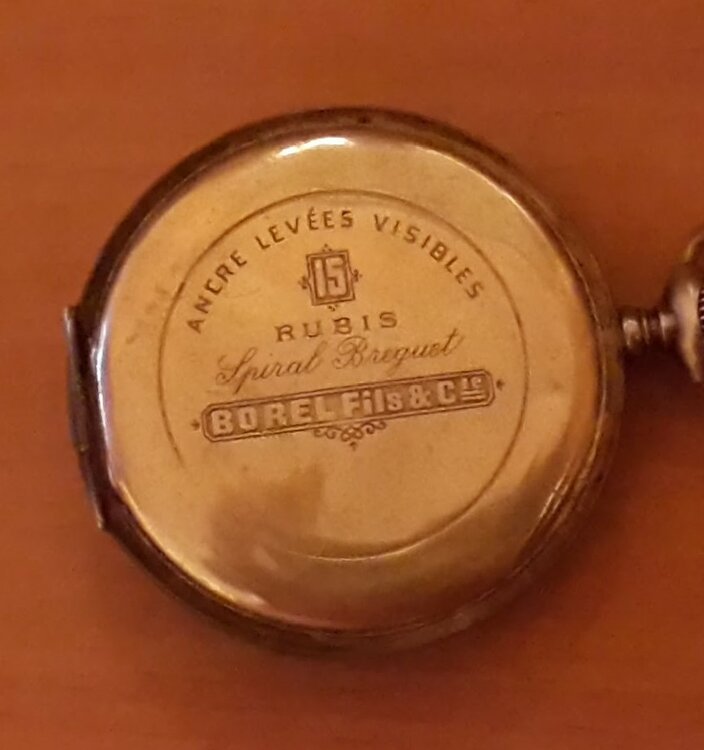 ANCRE LEVÉES VISIBLES
15
RUBIS
Spiral Breguet
BOREL Fils & Cie